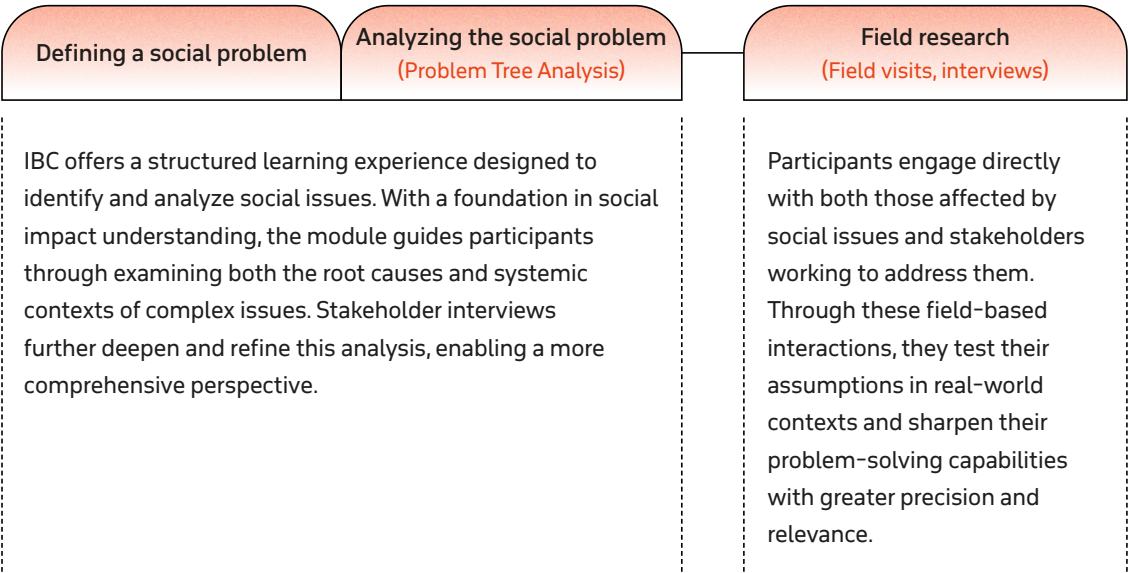 Defining a social problem
Analyzing the social problem
(Problem Tree Analysis)
Field research
(Field visits, interviews)
IBC offers a structured learning experience designed to
identify and analyze social issues. With a foundation in social
impact understanding, the module guides participants
through examining both the root causes and systemic
contexts of complex issues. Stakeholder interviews
further deepen and refine this analysis, enabling a more
comprehensive perspective.
Participants engage directly
with both those affected by
social issues and stakeholders
working to address them.
Through these field-based
interactions, they test their
assumptions in real-world
contexts and sharpen their
problem-solving capabilities
with greater precision and
relevance.